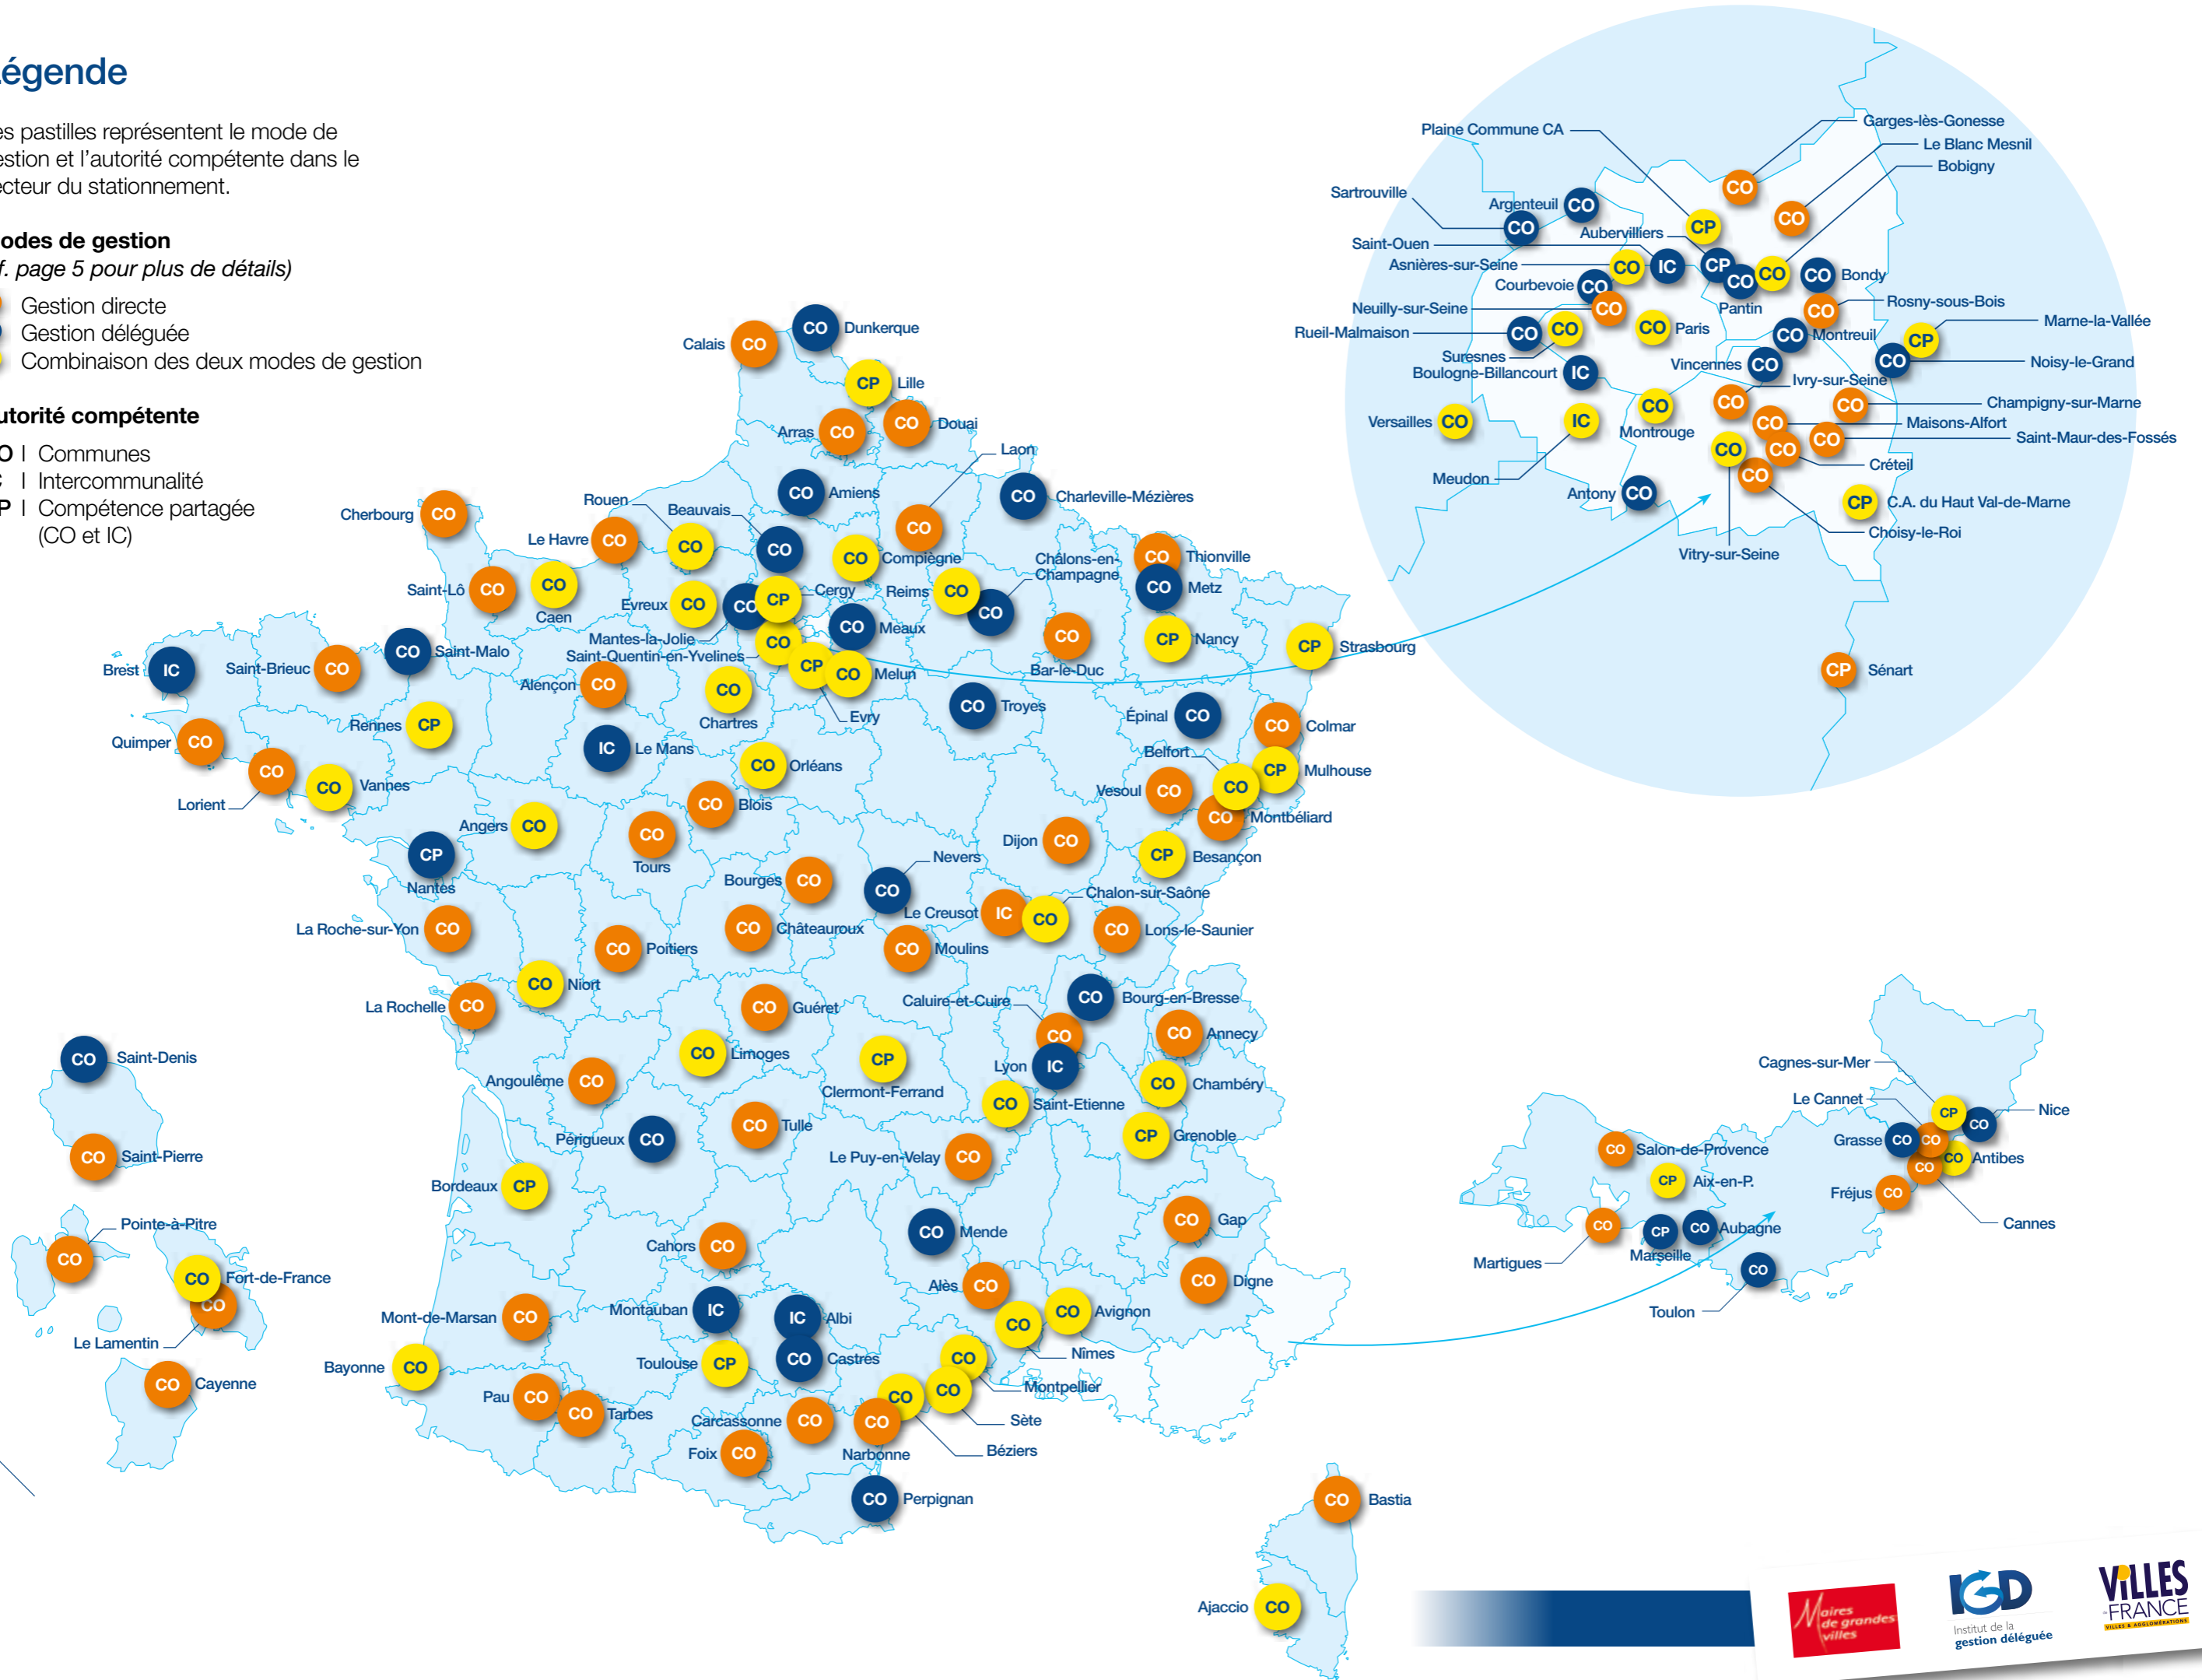 égende
es pastilles représentent le mode de
estion et l'autorité compétente dans le
ecteur du stationnement.
odes de gestion
f. page 5 pour plus de détails)
Gestion directe
Gestion déléguée
Combinaison des deux modes de gestion
utorité compétente
O I Communes
I Intercommunalité
P I Compétence partagée
(CO et IC)
Plaine Commune CA CP
Garges-lès-Gonesse CO
Le Blanc Mesnil CO
Bobigny CO
Sartrouville CO
Argenteuil CO
Aubervilliers CP
Saint-Ouen IC
Asnières-sur-Seine CO
Courbevoie CO
Pantin CO
CO Bondy
Neuilly-sur-Seine CO
Rosny-sous-Bois CO
Rueil-Malmaison CO
Suresnes CO
CO Paris
CO Montreuil
Marne-la-Vallée CP
Noisy-le-Grand CO
Vincennes CO
Boulogne-Billancourt IC
Ivry-sur-Seine CO
Champigny-sur-Marne CO
Versailles CO
Meudon IC
Montrouge CO
Maisons-Alfort CO
Saint-Maur-des-Fossés CO
Créteil CO
Antony CO
Vitry-sur-Seine CO
Choisy-le-Roi CO
CP C.A. du Haut Val-de-Marne
CP Sénart
Calais CO
CO Dunkerque
CP Lille
Arras CO
CO Douai
Laon CO
CO Amiens
CO Charleville-Mézières
Cherbourg CO
Rouen CO
Beauvais CO
Le Havre CO
CO Compiègne
Châlons-en-
Champagne CO
CO Thionville
CO Metz
Saint-Lô CO
CO Caen
Evreux CO
Mantes-la-Jolie CO
CP Cergy
Reims CO
CO Meaux
Saint-Quentin-en-Yvelines CO
CO Bar-le-Duc
CP Nancy
CP Strasbourg
Brest IC
Saint-Brieuc CO
CO Saint-Malo
Alençon CO
CO Chartres
CP Evry
CO Melun
CO Troyes
Épinal CO
CO Colmar
Quimper CO
Rennes CP
IC Le Mans
CO Orléans
Belfort CO
CP Mulhouse
Lorient CO
CO Vannes
CO Blois
Vesoul CO
CO Montbéliard
Angers CO
CO Tours
Dijon CO
CP Besançon
CP Nantes
Bourges CO
Nevers CO
Le Creusot IC
Chalon-sur-Saône CO
La Roche-sur-Yon CO
CO Poitiers
CO Châteauroux
CO Moulins
CO Lons-le-Saunier
CO Niort
La Rochelle CO
CO Guéret
Caluire-et-Cuire CO
CO Bourg-en-Bresse
CO Annecy
CO Limoges
CP Clermont-Ferrand
Lyon IC
CO Chambéry
Angoulême CO
CO Saint-Etienne
CP Grenoble
Périgueux CO
CO Tulle
Le Puy-en-Velay CO
Bordeaux CP
CO Mende
CO Gap
Cahors CO
Alès CO
CO Digne
Mont-de-Marsan CO
Montauban IC
IC Albi
CO Avignon
CO Nîmes
Bayonne CO
Toulouse CP
CO Castres
CO Montpellier
Pau CO
CO Tarbes
Carcassonne CO
CO Sète
CO Béziers
Foix CO
CO Narbonne
CO Perpignan
CO Bastia
Ajaccio CO
CO Saint-Denis
CO Saint-Pierre
Pointe-à-Pitre
CO
CO Fort-de-France
CO
Le Lamentin
CO Cayenne
Cagnes-sur-Mer CP
Le Cannet CO
CO Nice
Grasse CO
CO Antibes
Fréjus CO
CO Cannes
CO Salon-de-Provence
CP Aix-en-P.
Martigues CO
CP Marseille
CO Aubagne
Toulon CO
Maires
de grandes
villes
IGD
Institut de la
gestion déléguée
ViLLES
DE FRANCE
VILLES & AGGLOMÉRATIONS